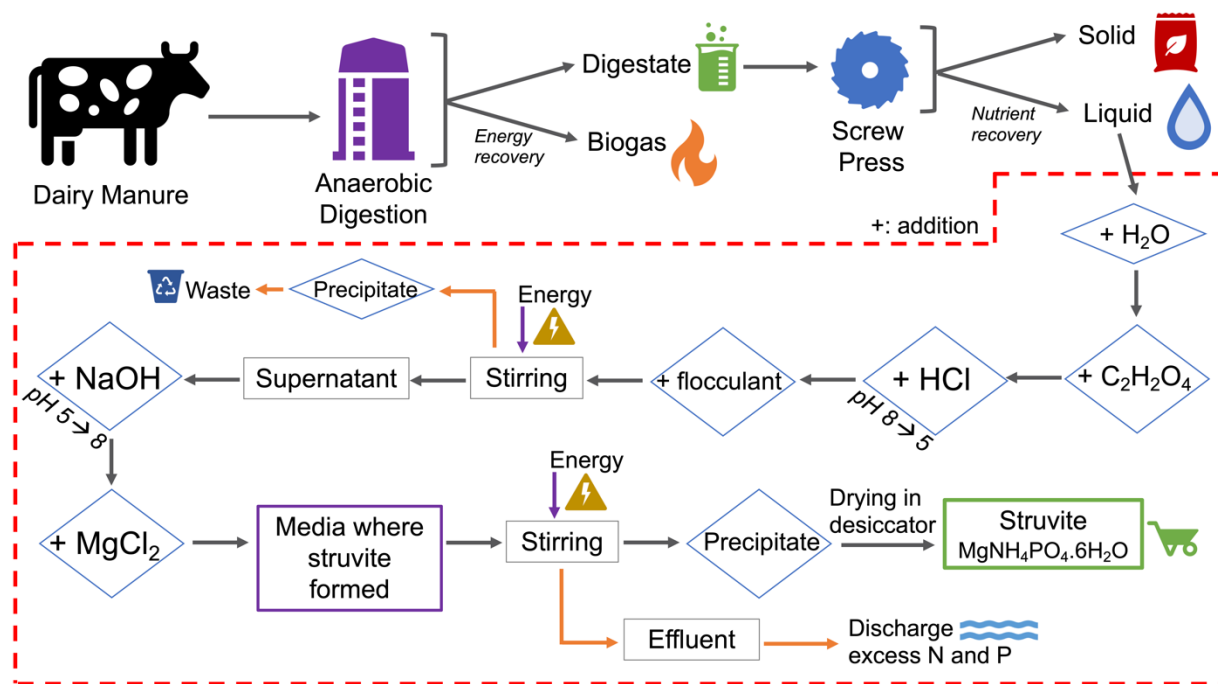 Dairy Manure
Anaerobic
Digestion
Energy
recovery
Digestate
Biogas
Screw
Press
Nutrient
recovery
Solid
Liquid
+: addition
+ H₂O
+ C₂H₂O₄
+ HCl
pH 8→5
+ flocculant
Energy
Stirring
Precipitate
Waste
Supernatant
+ NaOH
pH 5→8
+ MgCl₂
Media where
struvite
formed
Energy
Stirring
Precipitate
Drying in
desiccator
Struvite
MgNH₄PO₄.6H₂O
Effluent
Discharge
excess N and P